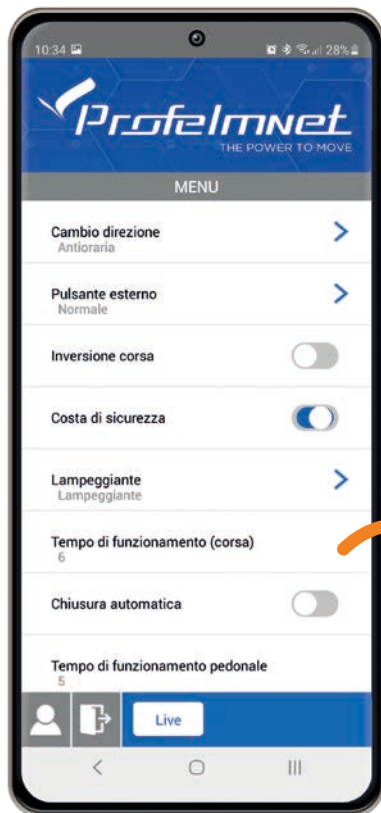 10:34 28%
Profelmnet
THE POWER TO MOVE
MENU
Cambio direzione
Antioraria
Pulsante esterno
Normale
Inversione corsa
Costa di sicurezza
Lampeggiante
Lampeggiante
Tempo di funzionamento (corsa)
6
Chiusura automatica
Tempo di funzionamento pedonale
5
Live